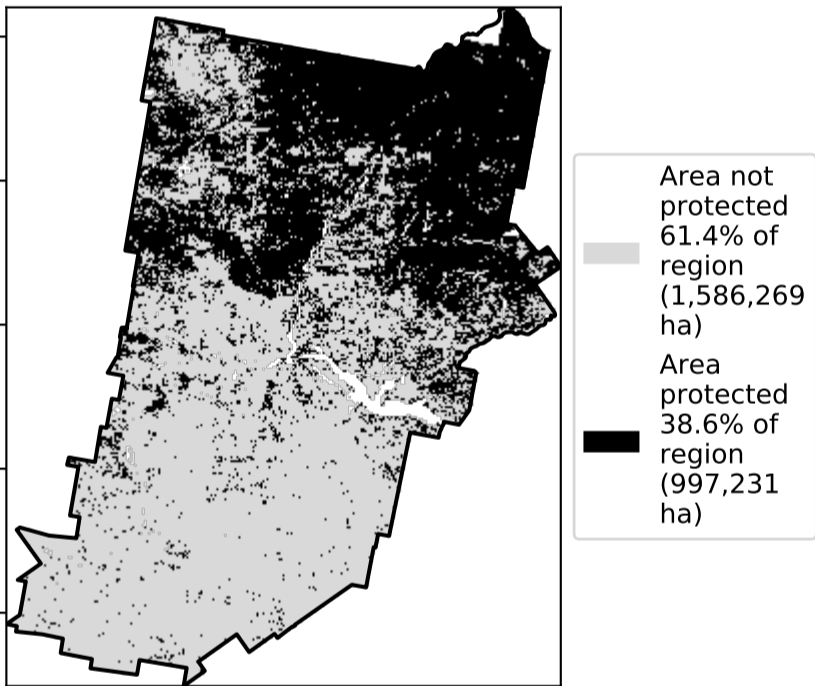 Area not
protected
61.4% of
region
(1,586,269
ha)
Area
protected
38.6% of
region
(997,231
ha)